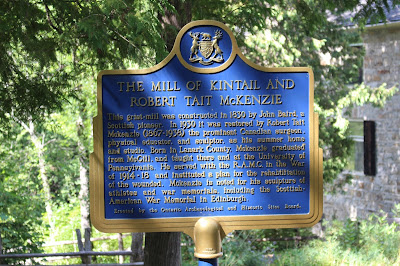 THE MILL OF KINTAIL AND
ROBERT TAIT McKENZIE
This grist-mill was constructed in 1830 by John Baird, a
Scottish pioneer. In 1930 it was restored by Robert Tait
McKenzie (1867-1938) the prominent Canadian surgeon,
physical educator, and sculptor, as his summer home
and studio. Born in Lanark County, McKenzie graduated
from McGill, and taught there and at the University of
Pennsylvania. He served with the R.A.M.C. in the War
of 1914-18, and instituted a plan for the rehabilitation
of the wounded. McKenzie is noted for his sculpture of
athletes and war memorials, including the Scottish-
American War Memorial in Edinburgh.
Erected by the Ontario Archaeological and Historic Sites Board.